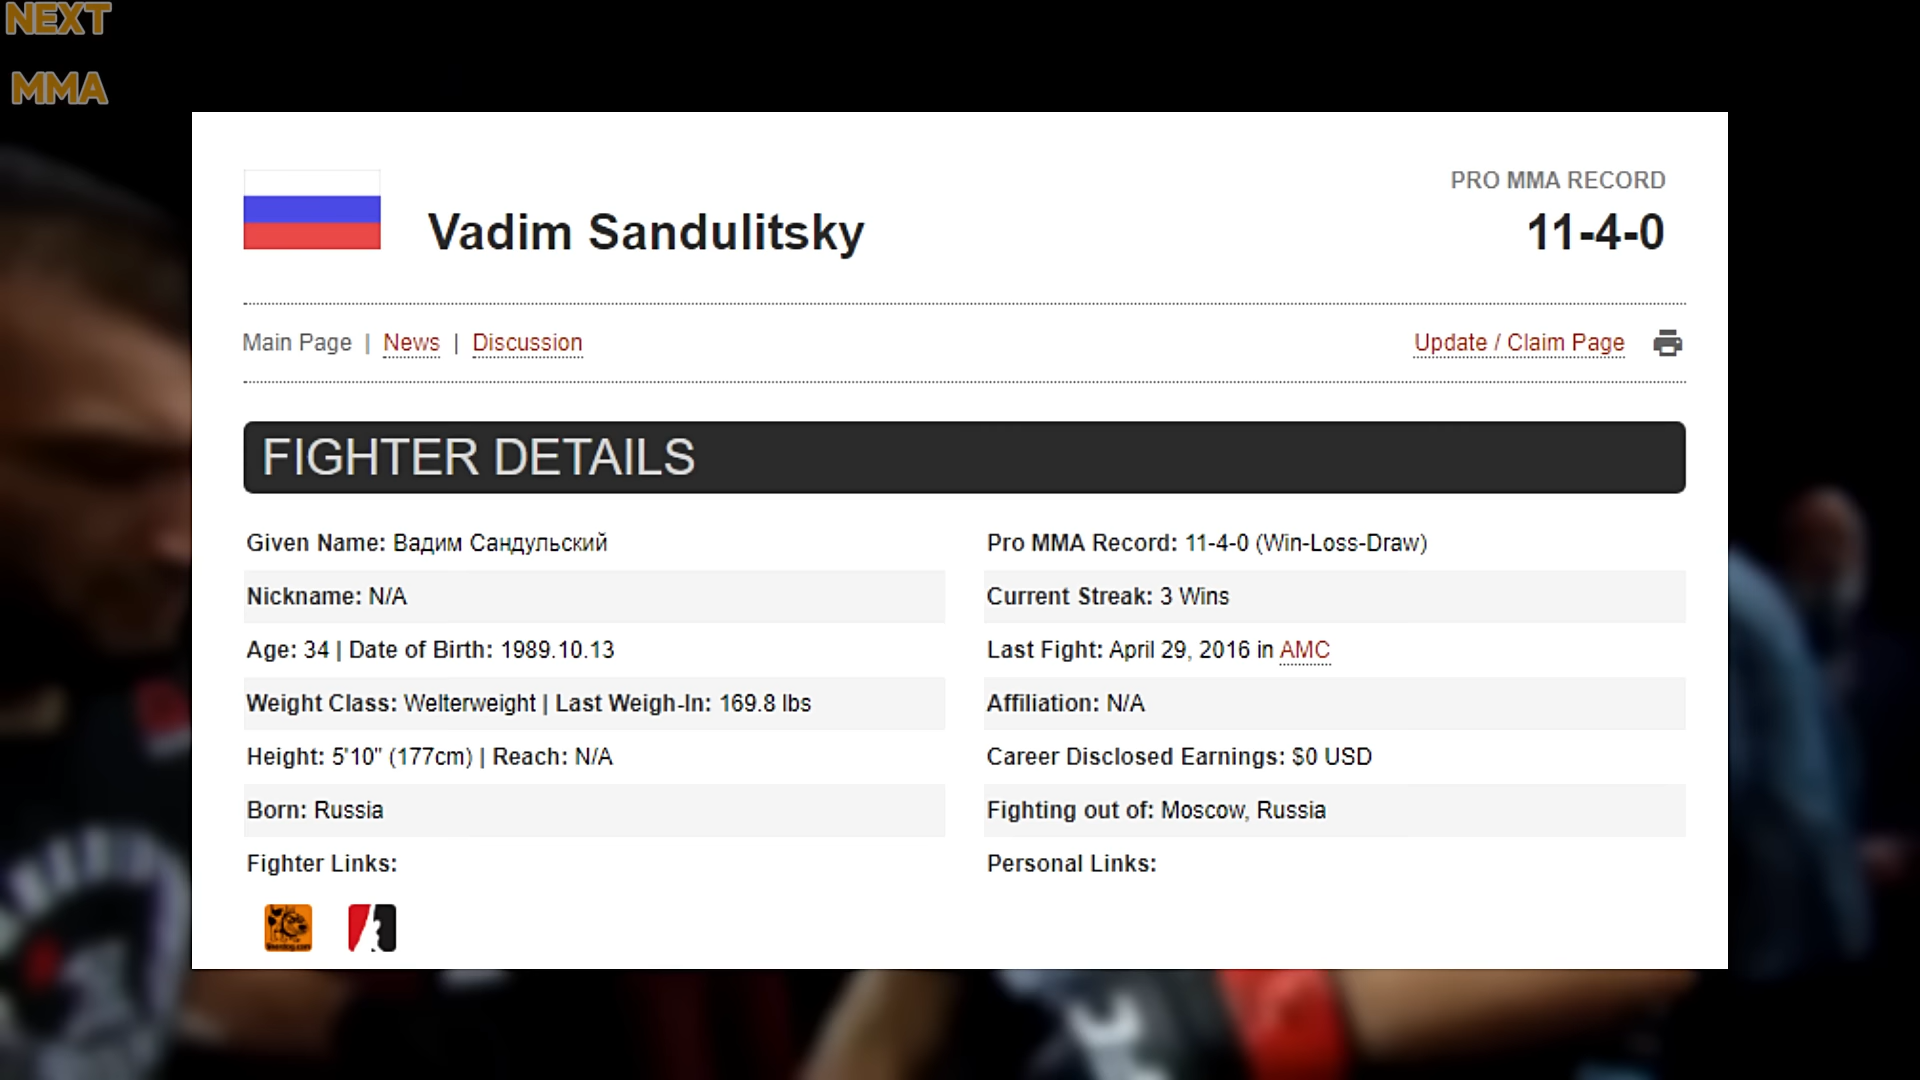 NEXT
MMA
PRO MMA RECORD
Vadim Sandulitsky
11-4-0
Main Page | News | Discussion
Update / Claim Page
FIGHTER DETAILS
Given Name: Вадим Сандульский
Pro MMA Record: 11-4-0 (Win-Loss-Draw)
Nickname: N/A
Current Streak: 3 Wins
Age: 34 | Date of Birth: 1989.10.13
Last Fight: April 29, 2016 in AMC
Weight Class: Welterweight | Last Weigh-In: 169.8 lbs
Affiliation: N/A
Height: 5'10" (177cm) | Reach: N/A
Career Disclosed Earnings: $0 USD
Born: Russia
Fighting out of: Moscow, Russia
Fighter Links:
Personal Links: